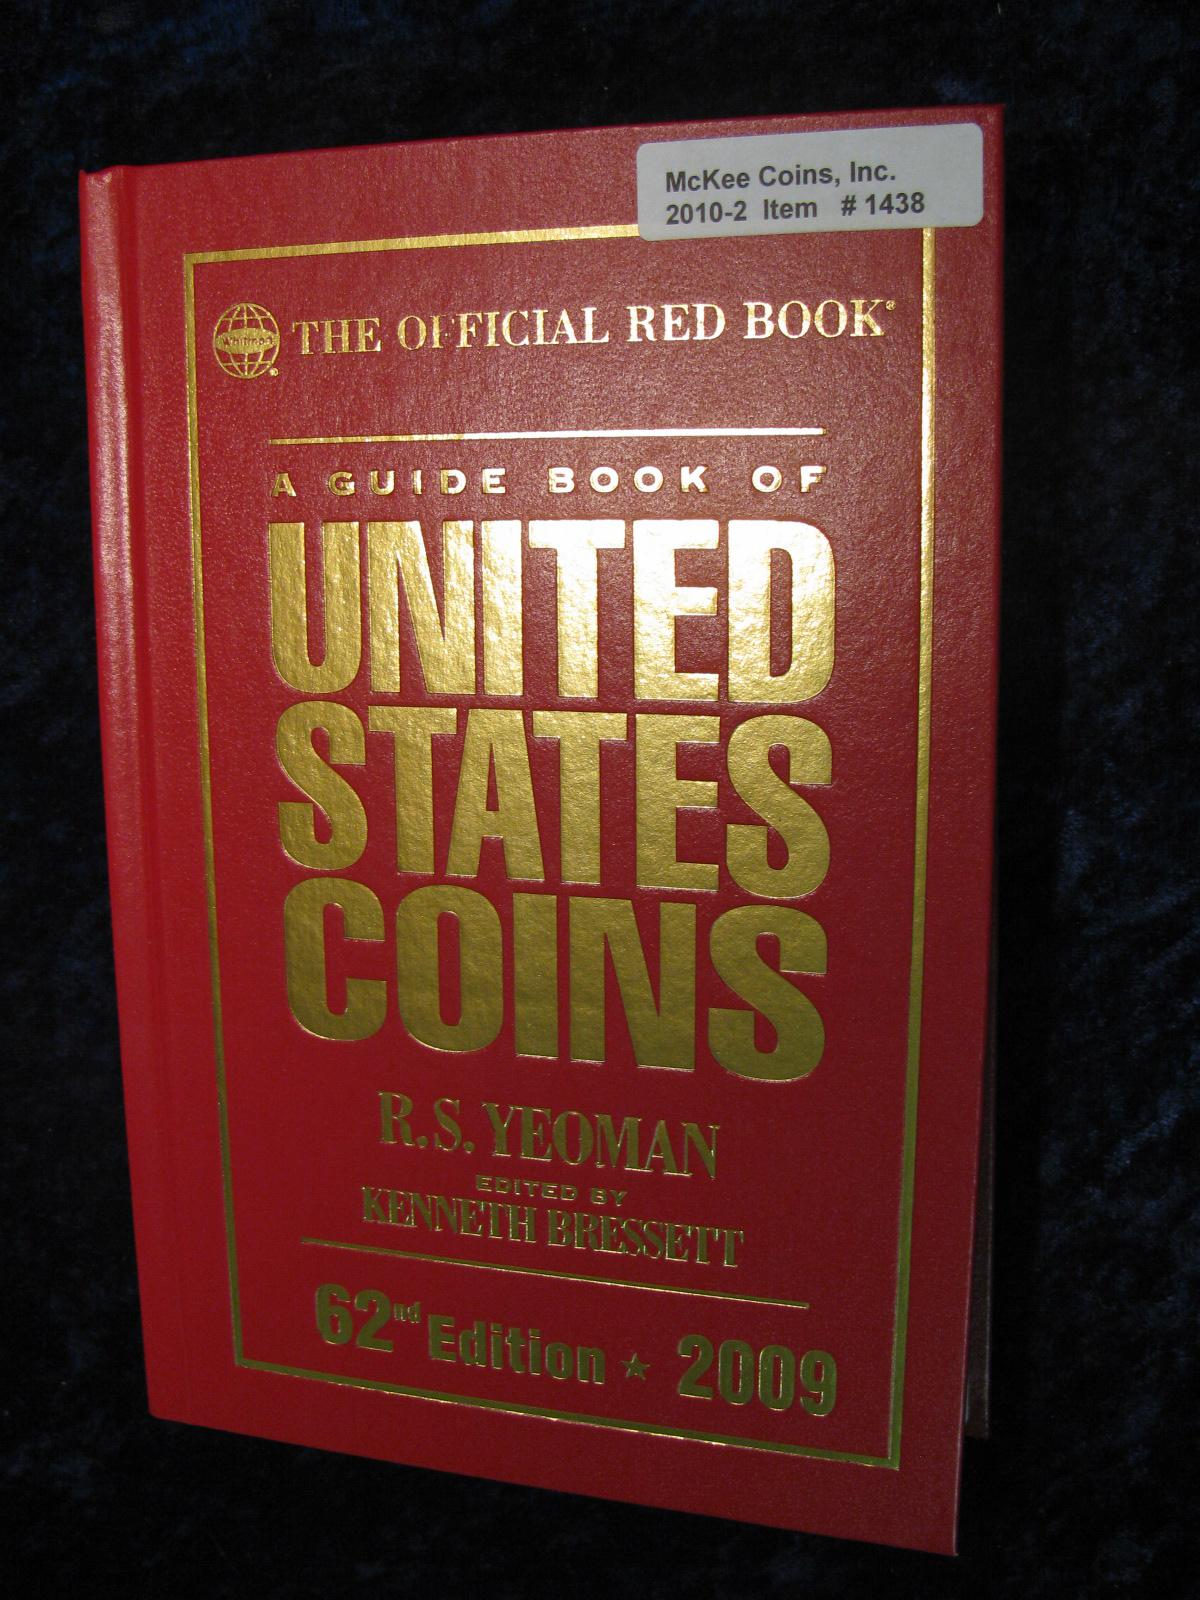 McKee Coins, Inc.
2010-2 Item # 1438
Whitman®
THE OFFICIAL RED BOOK®
A GUIDE BOOK OF
UNITED
STATES
COINS
R.S. YEOMAN
EDITED BY
KENNETH BRESSETT
62nd Edition ★ 2009